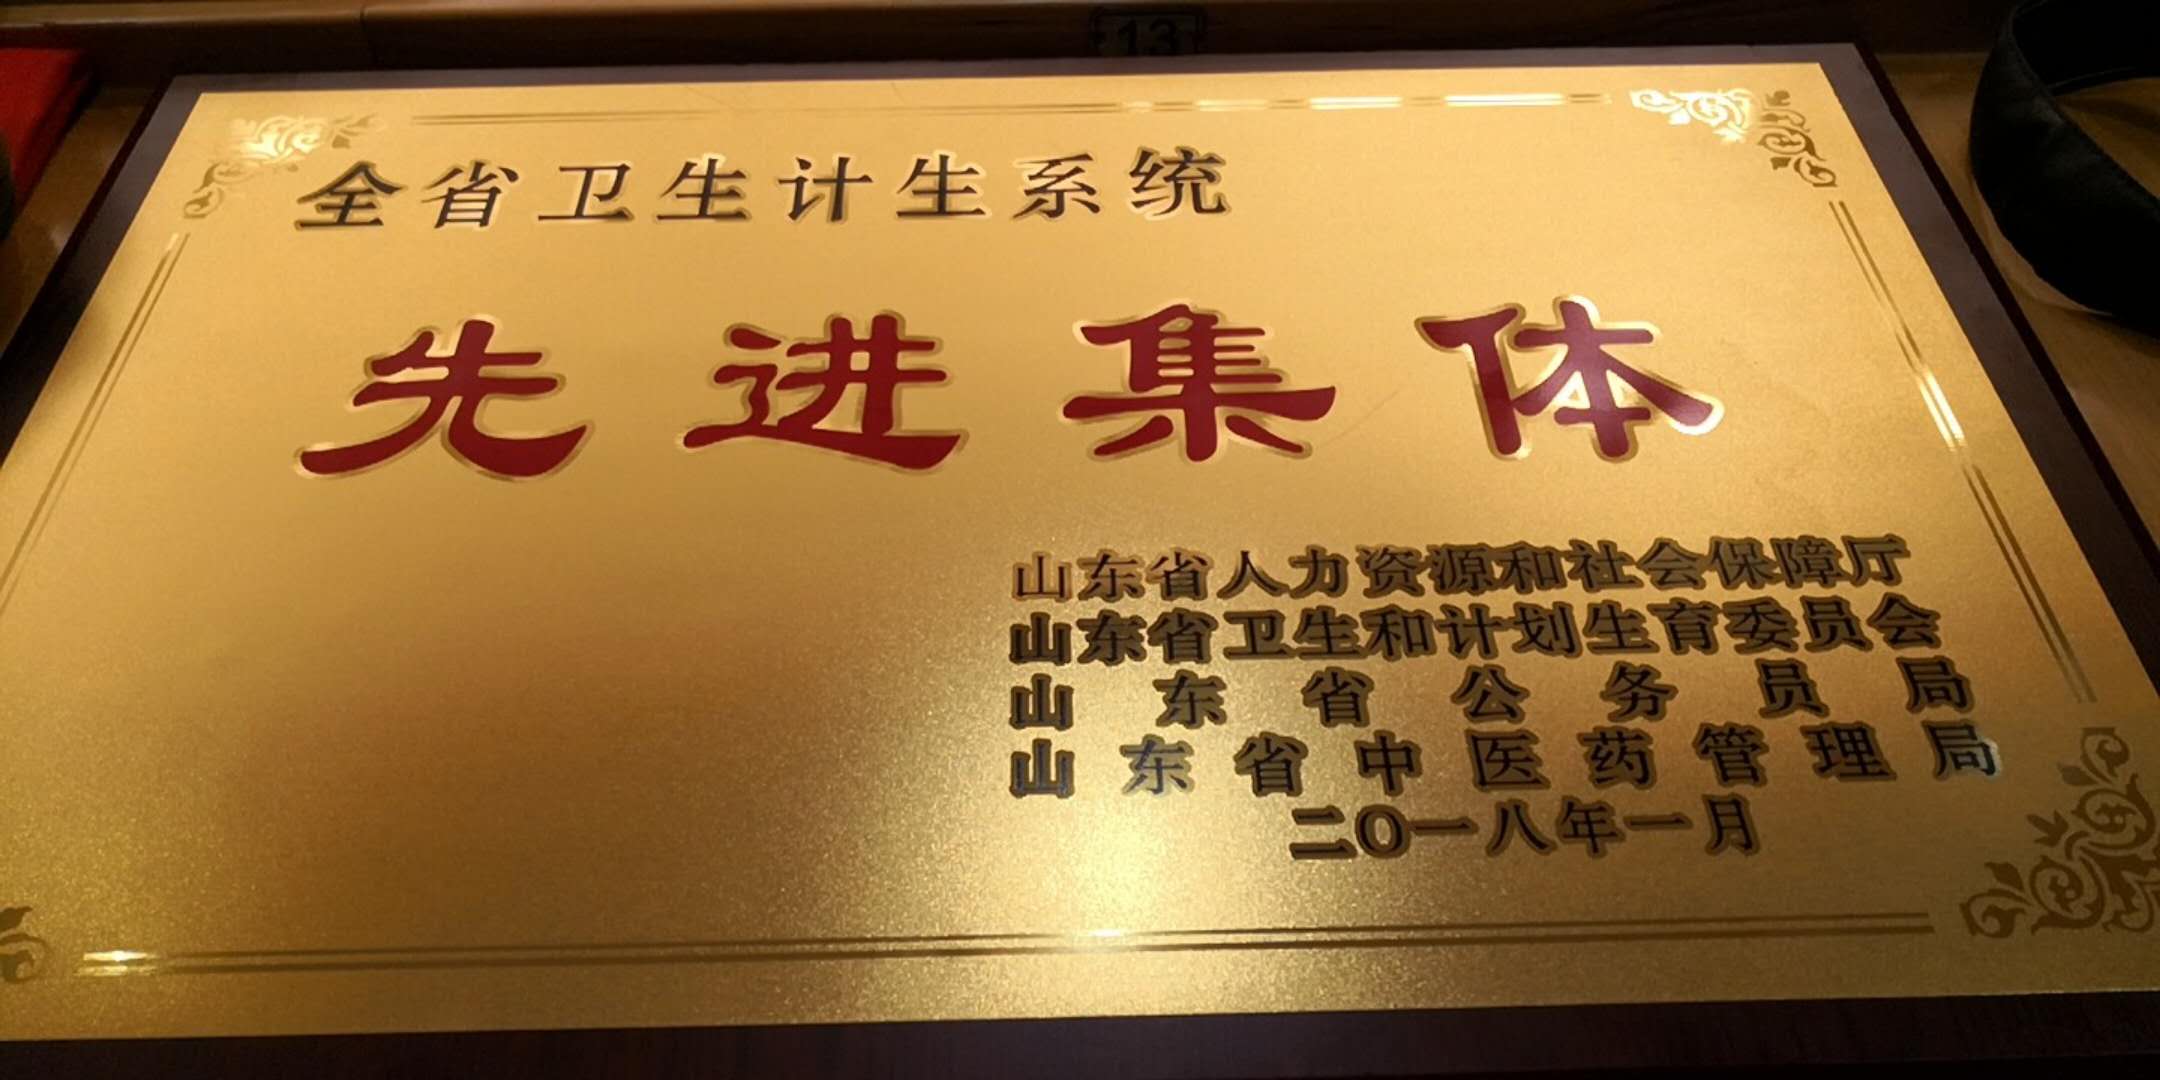 13
全省卫生计生系统
先进集体
山东省人力资源和社会保障厅
山东省卫生和计划生育委员会
山东省公务员局
山东省中医药管理局
二O一八年一月